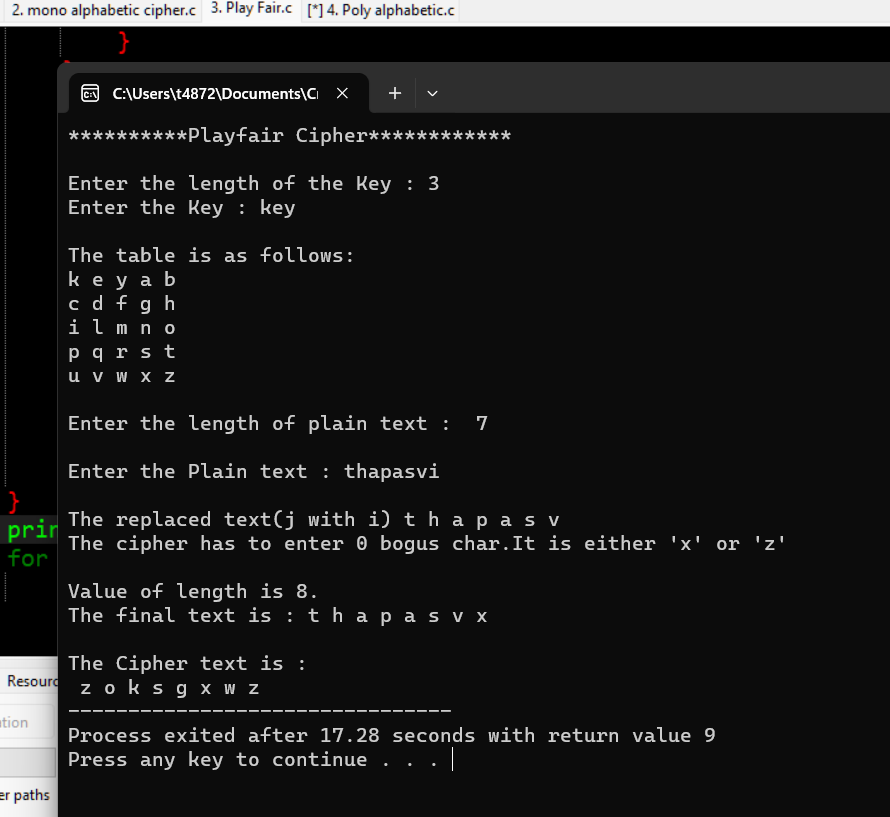 2. mono alphabetic cipher.c 3. Play Fair.c [*] 4. Poly alphabetic.c
}
C:\Users\t4872\Documents\C
**********Playfair Cipher************
Enter the length of the Key : 3
Enter the Key : key
The table is as follows:
k e y a b
c d f g h
i l m n o
p q r s t
u v w x z
Enter the length of plain text :  7
Enter the Plain text : thapasvi
}
The replaced text(j with i) t h a p a s v
prin
The cipher has to enter 0 bogus char.It is either 'x' or 'z'
for
Value of length is 8.
The final text is : t h a p a s v x
The Cipher text is :
z o k s g x w z
--------------------------------
Process exited after 17.28 seconds with return value 9
Press any key to continue . . .
Resourc
ution
er paths